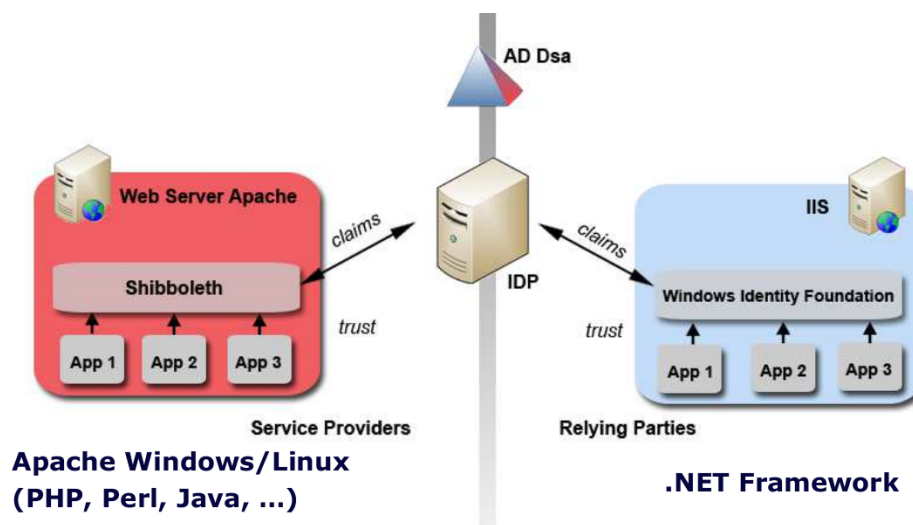 AD Dsa
Web Server Apache
IIS
claims
claims
IDP
Shibboleth
Windows Identity Foundation
trust
trust
App 1
App 2
App 3
App 1
App 2
App 3
Service Providers
Relying Parties
Apache Windows/Linux
(PHP, Perl, Java, ...)
.NET Framework